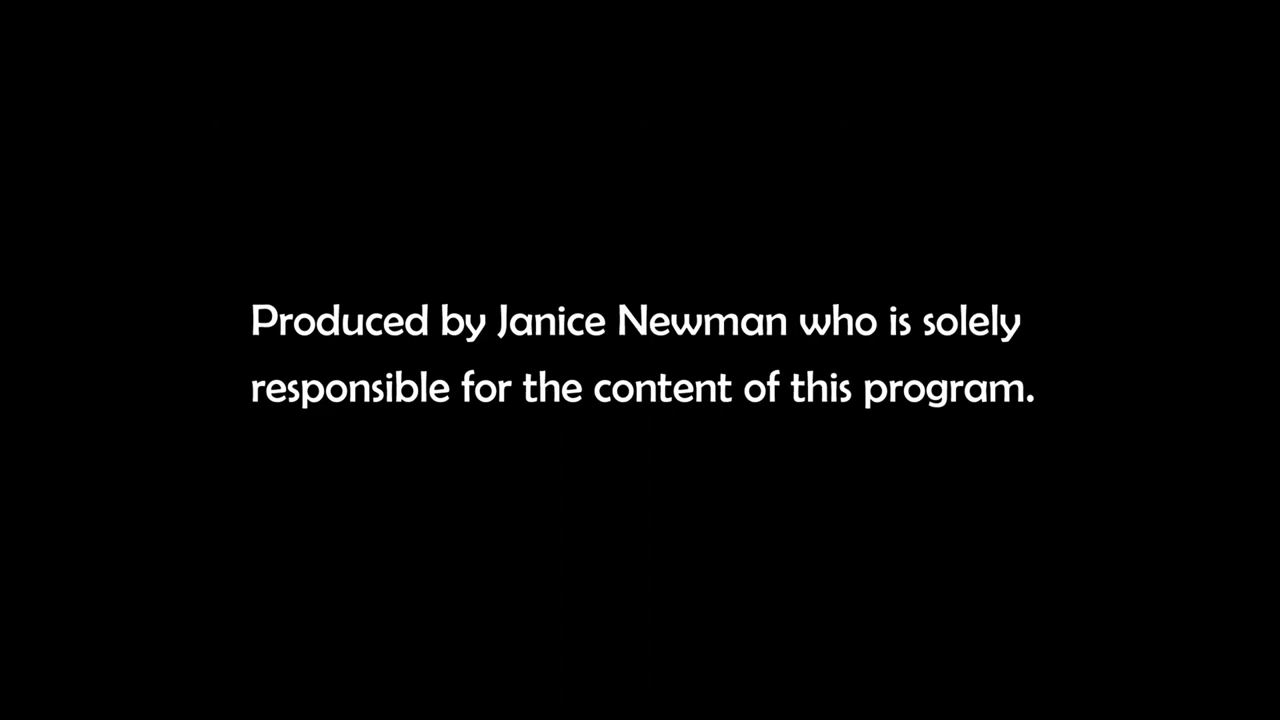 Produced by Janice Newman who is solely
responsible for the content of this program.